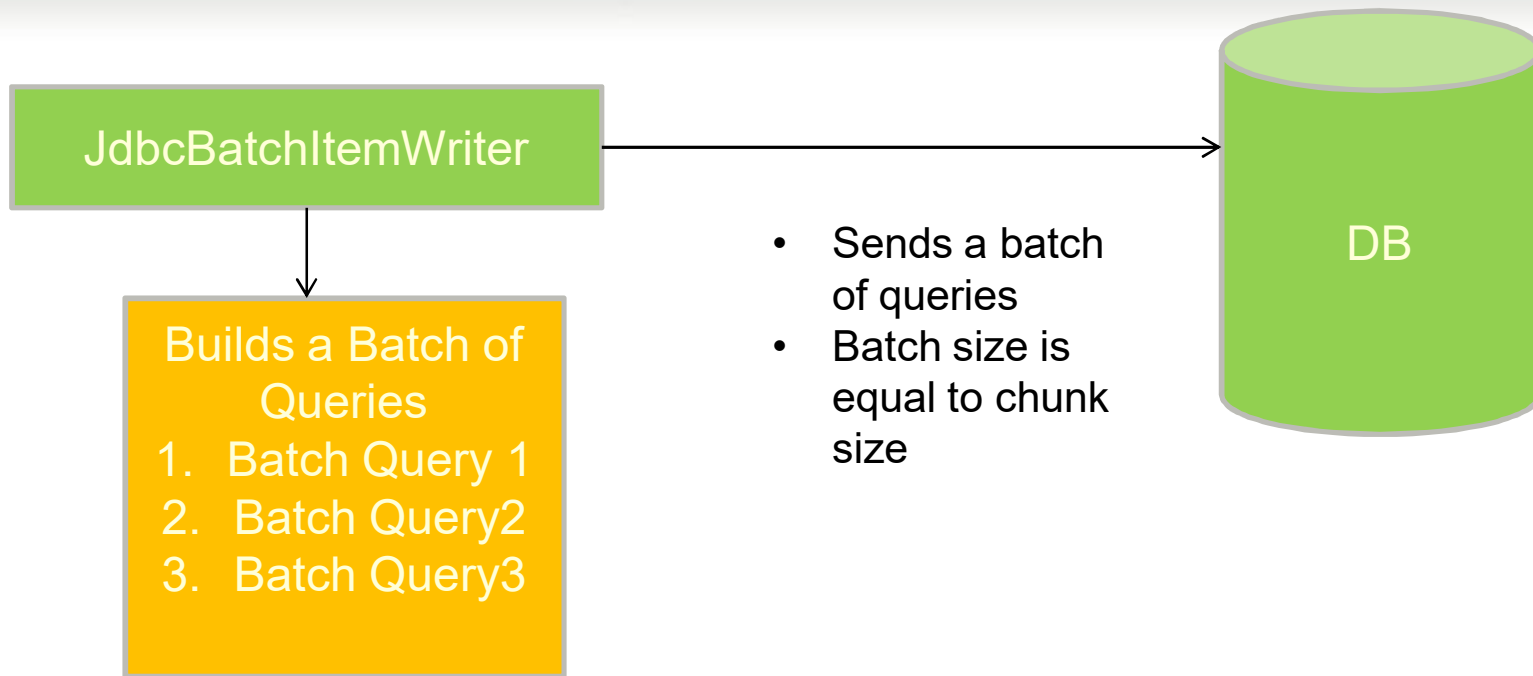 JdbcBatchItemWriter
Builds a Batch of
Queries
1. Batch Query 1
2. Batch Query2
3. Batch Query3
• Sends a batch
of queries
• Batch size is
equal to chunk
size
DB